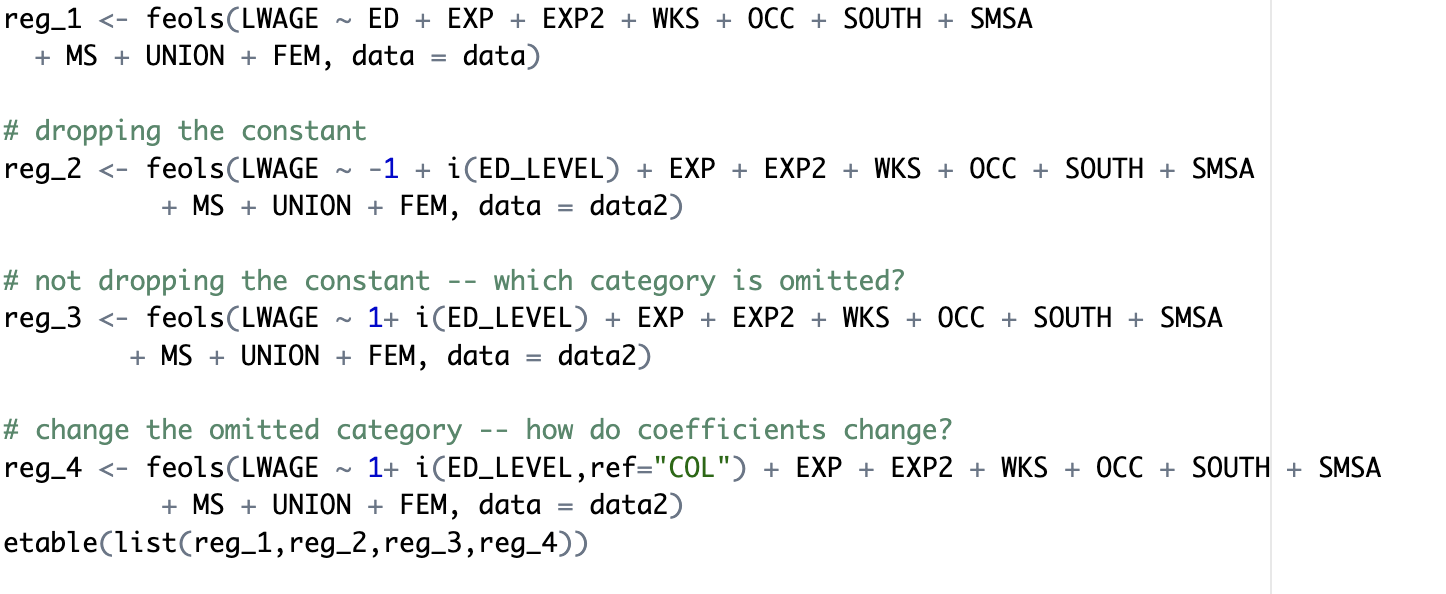 reg_1 <- feols(LWAGE ~ ED + EXP + EXP2 + WKS + OCC + SOUTH + SMSA
  + MS + UNION + FEM, data = data)
# dropping the constant
reg_2 <- feols(LWAGE ~ -1 + i(ED_LEVEL) + EXP + EXP2 + WKS + OCC + SOUTH + SMSA
          + MS + UNION + FEM, data = data2)
# not dropping the constant -- which category is omitted?
reg_3 <- feols(LWAGE ~ 1+ i(ED_LEVEL) + EXP + EXP2 + WKS + OCC + SOUTH + SMSA
        + MS + UNION + FEM, data = data2)
# change the omitted category -- how do coefficients change?
reg_4 <- feols(LWAGE ~ 1+ i(ED_LEVEL,ref="COL") + EXP + EXP2 + WKS + OCC + SOUTH + SMSA
          + MS + UNION + FEM, data = data2)
etable(list(reg_1,reg_2,reg_3,reg_4))